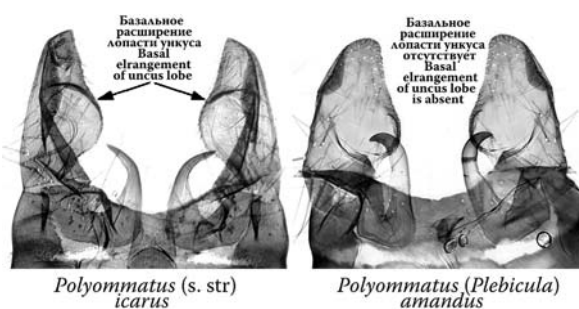 Базальное
расширение
лопасти ункуса
Basal
elrangement
of uncus lobe
Базальное
расширение
лопасти ункуса
отсутствует
Basal
elrangement
of uncus lobe
is absent
Polyommatus (s. str)
icarus
Polyommatus (Plebicula)
amandus